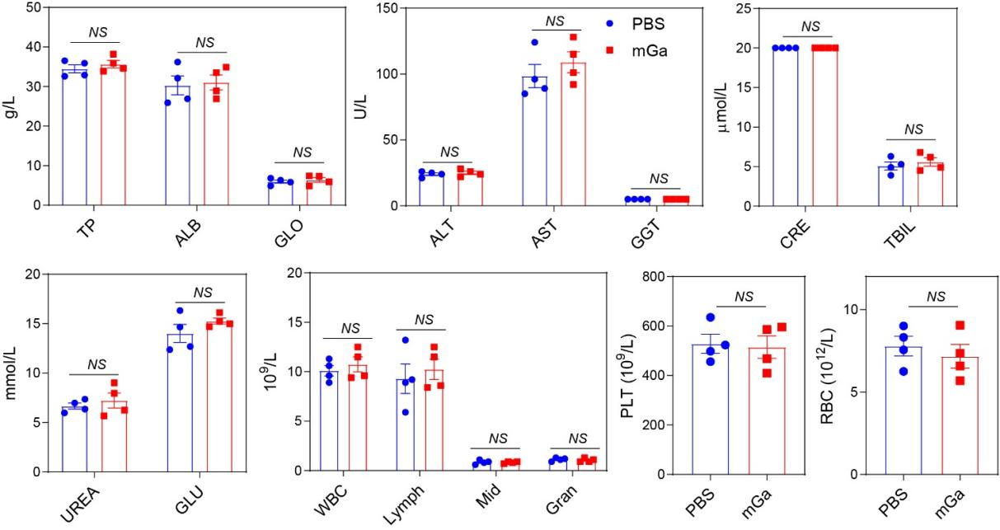 50
40
30
20
10
0
g/L
NS
NS
NS
TP
ALB
GLO
150
100
50
0
U/L
NS
NS
NS
PBS
mGa
ALT
AST
GGT
25
20
15
10
5
0
μmol/L
NS
NS
CRE
TBIL
20
15
10
5
0
mmol/L
NS
NS
UREA
GLU
20
15
10
5
0
10⁹/L
NS
NS
NS
NS
WBC
Lymph
Mid
Gran
800
600
400
200
0
PLT (10⁹/L)
NS
PBS
mGa
10
5
0
RBC (10¹²/L)
NS
PBS
mGa